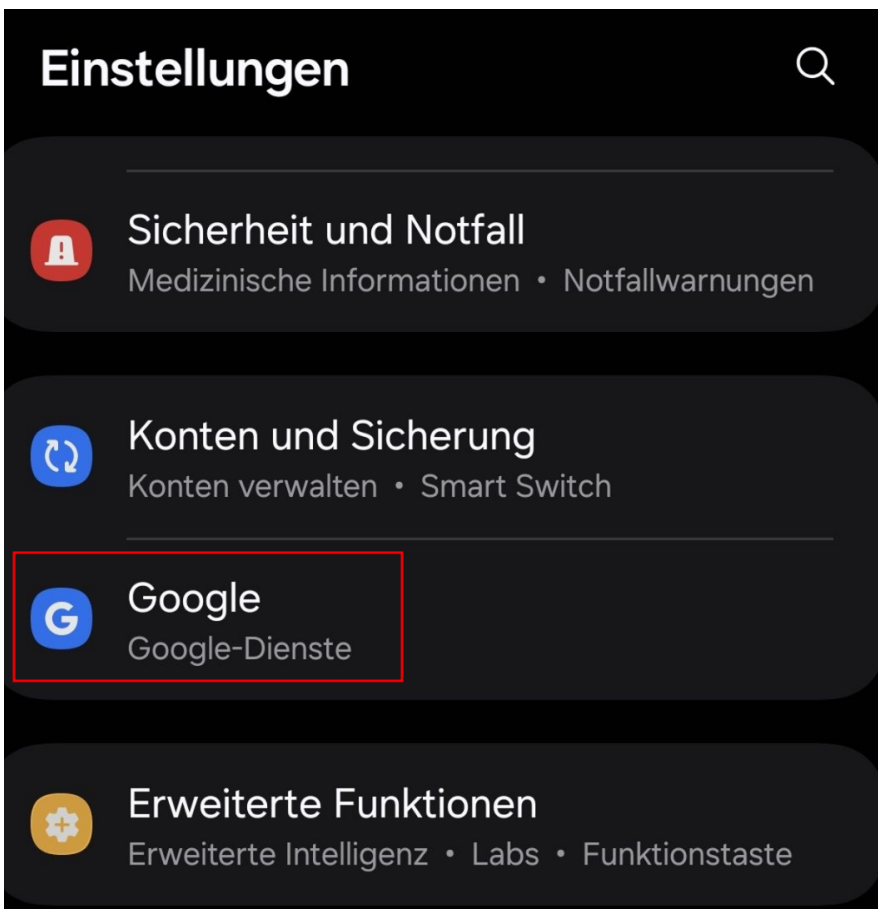 Einstellungen
Sicherheit und Notfall
Medizinische Informationen • Notfallwarnungen
Konten und Sicherung
Konten verwalten • Smart Switch
G
Google
Google-Dienste
Erweiterte Funktionen
Erweiterte Intelligenz • Labs • Funktionstaste